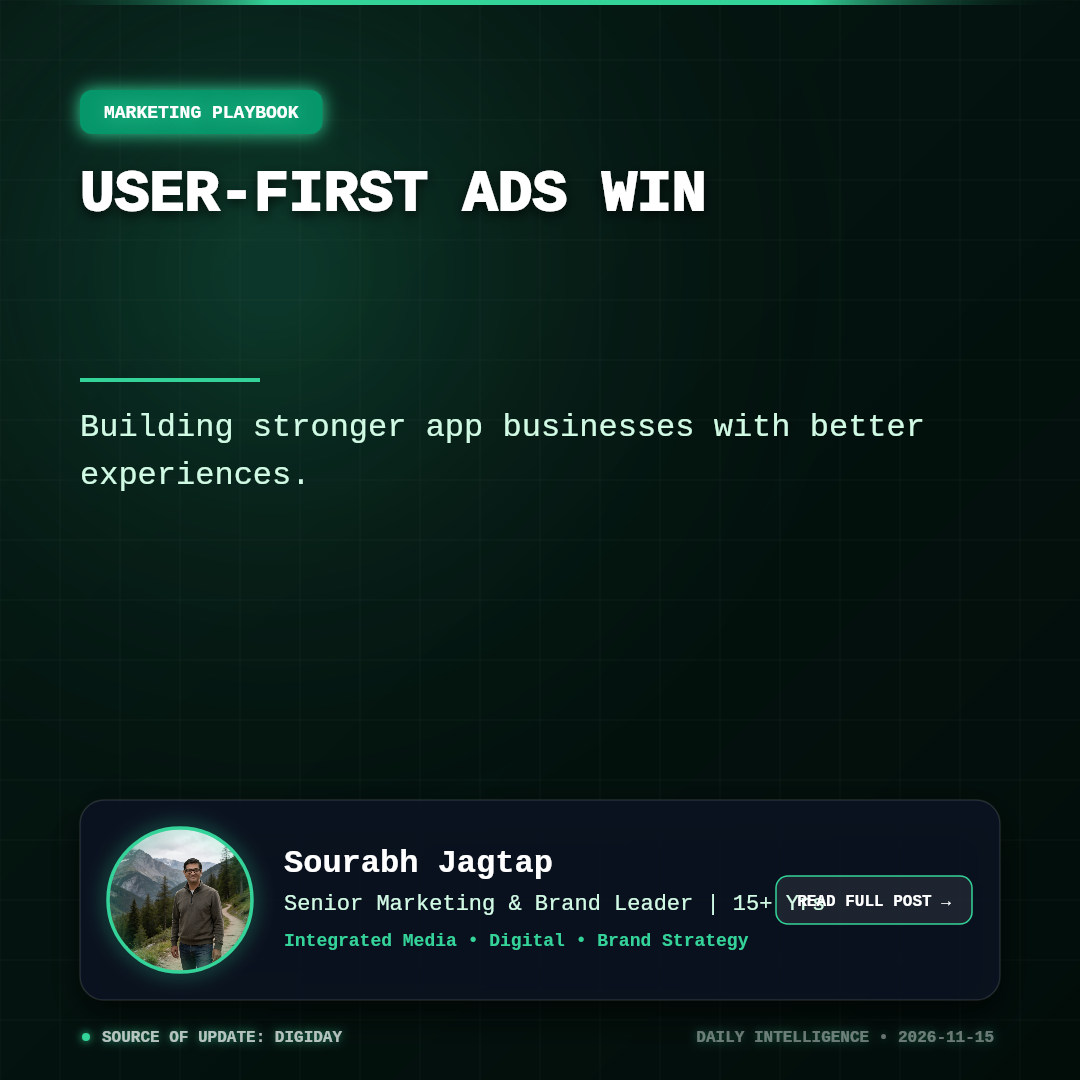 MARKETING PLAYBOOK
USER-FIRST ADS WIN
Building stronger app businesses with better
experiences.
Sourabh Jagtap
Senior Marketing & Brand Leader | 15+ Yrs
READ FULL POST →
Integrated Media • Digital • Brand Strategy
SOURCE OF UPDATE: DIGIDAY
DAILY INTELLIGENCE • 2026-11-15